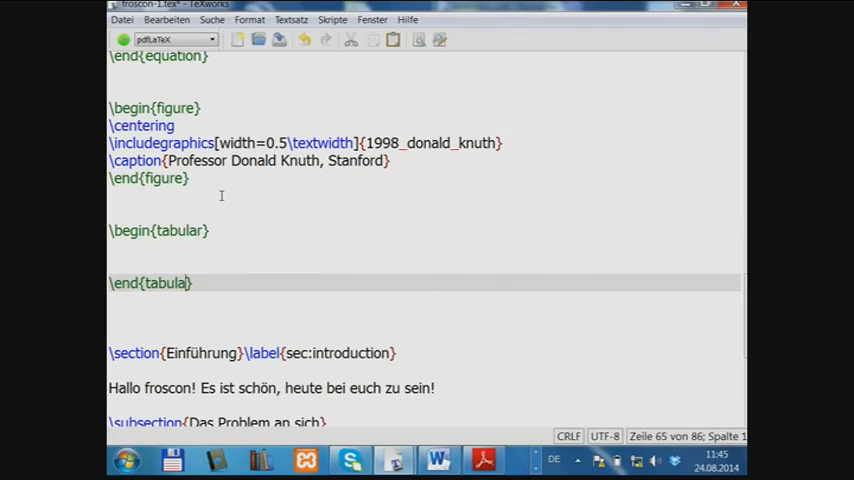 froscon-1.tex* - TeXworks
Datei Bearbeiten Suche Format Textsatz Skripte Fenster Hilfe
pdfLaTeX
\end{equation}
\begin{figure}
\centering
\includegraphics[width=0.5\textwidth]{1998_donald_knuth}
\caption{Professor Donald Knuth, Stanford}
\end{figure}
\begin{tabular}
\end{tabula}
\section{Einführung}\label{sec:introduction}
Hallo froscon! Es ist schön, heute bei euch zu sein!
\subsection{Das Problem an sich}
CRLF UTF-8 Zeile 65 von 86; Spalte 1
DE 11:45
24.08.2014